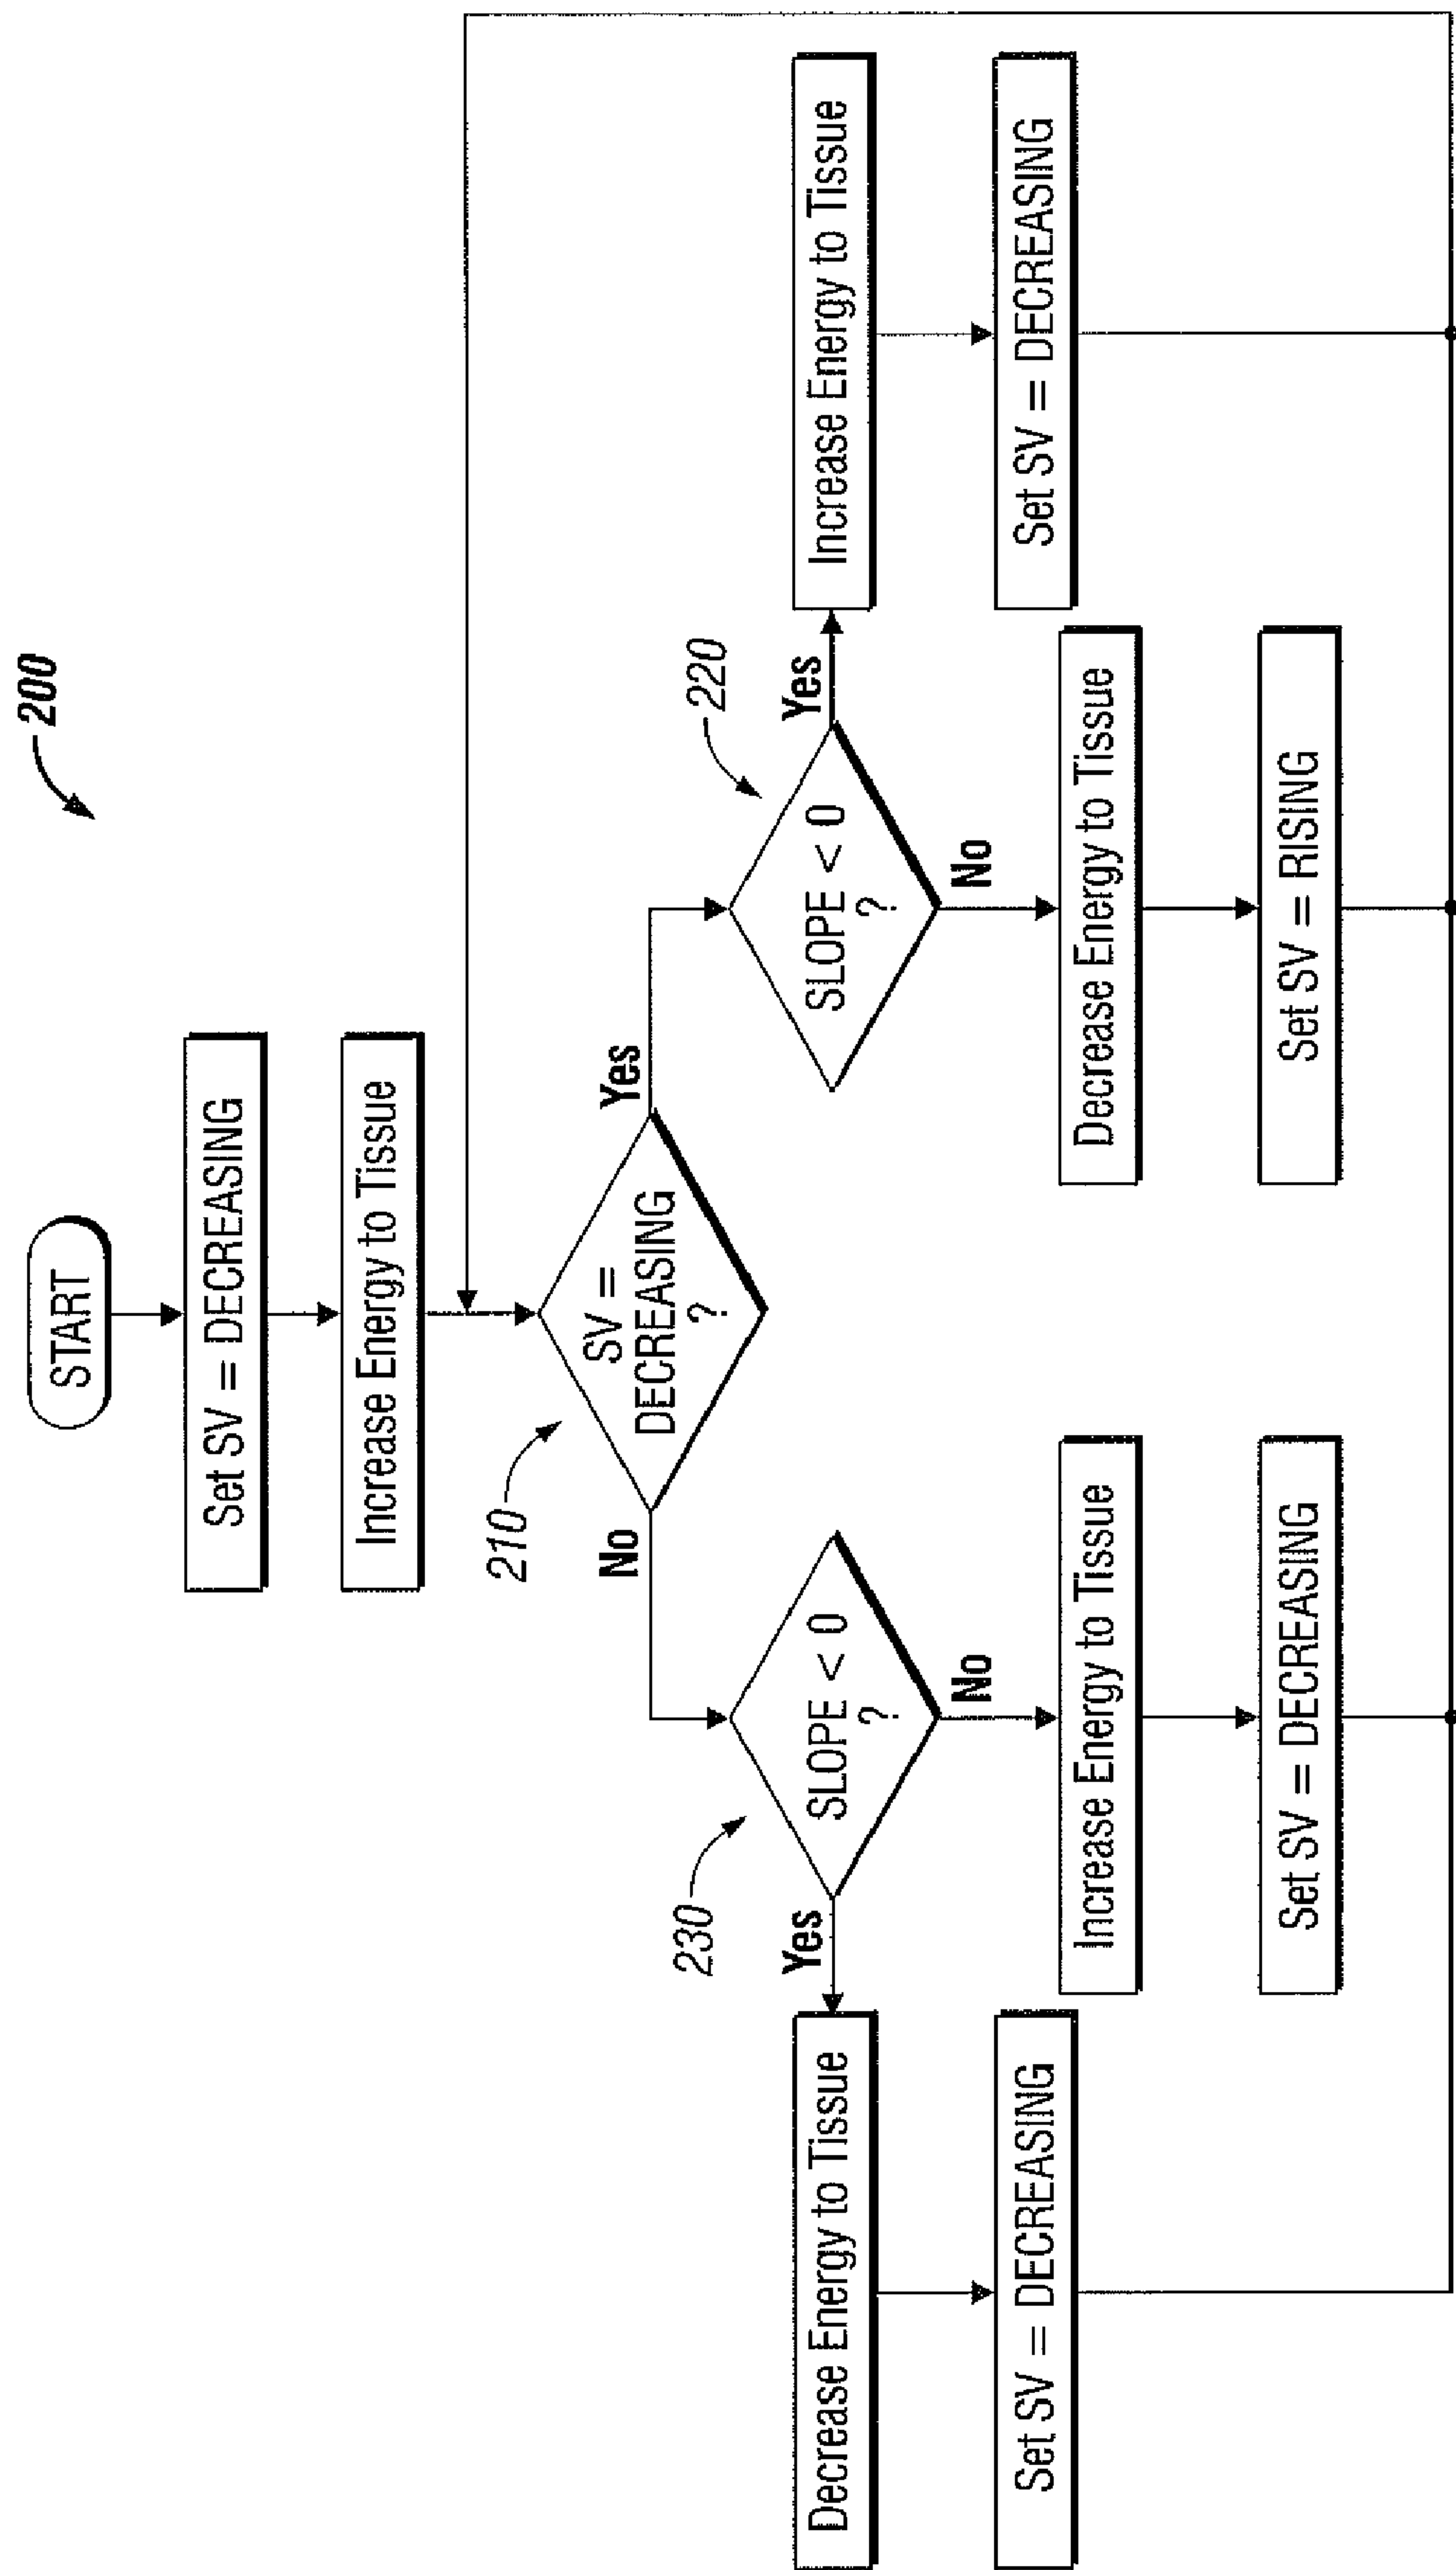 200
START
Set SV = DECREASING
Increase Energy to Tissue
210
SV =
DECREASING
?
No
Yes
230
SLOPE < 0
?
Yes
No
220
SLOPE < 0
?
Yes
No
Decrease Energy to Tissue
Set SV = DECREASING
Increase Energy to Tissue
Set SV = DECREASING
Decrease Energy to Tissue
Set SV = RISING
Increase Energy to Tissue
Set SV = DECREASING